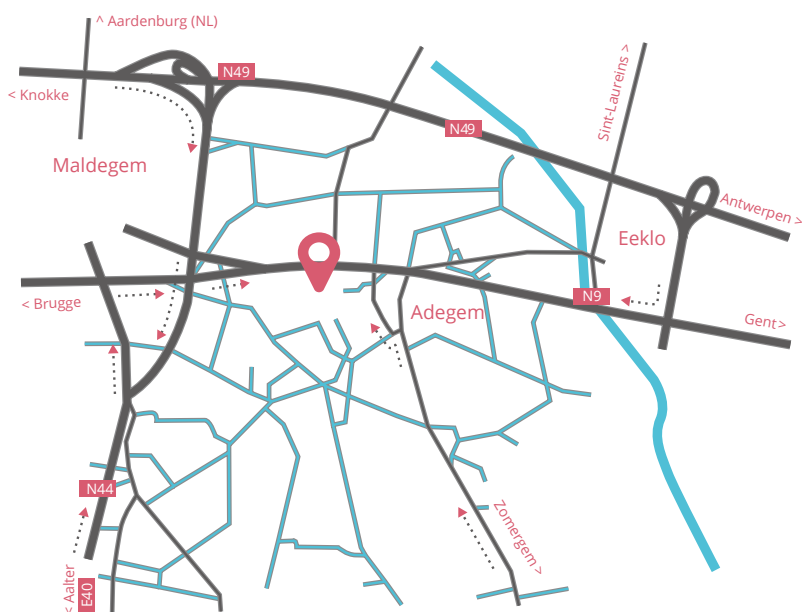 ^ Aardenburg (NL)
N49
< Knokke
Sint-Laureins >
N49
Maldegem
Antwerpen >
Eeklo
N9
< Brugge
Adegem
Gent>
N44
Zomergem >
< Aalter
E40